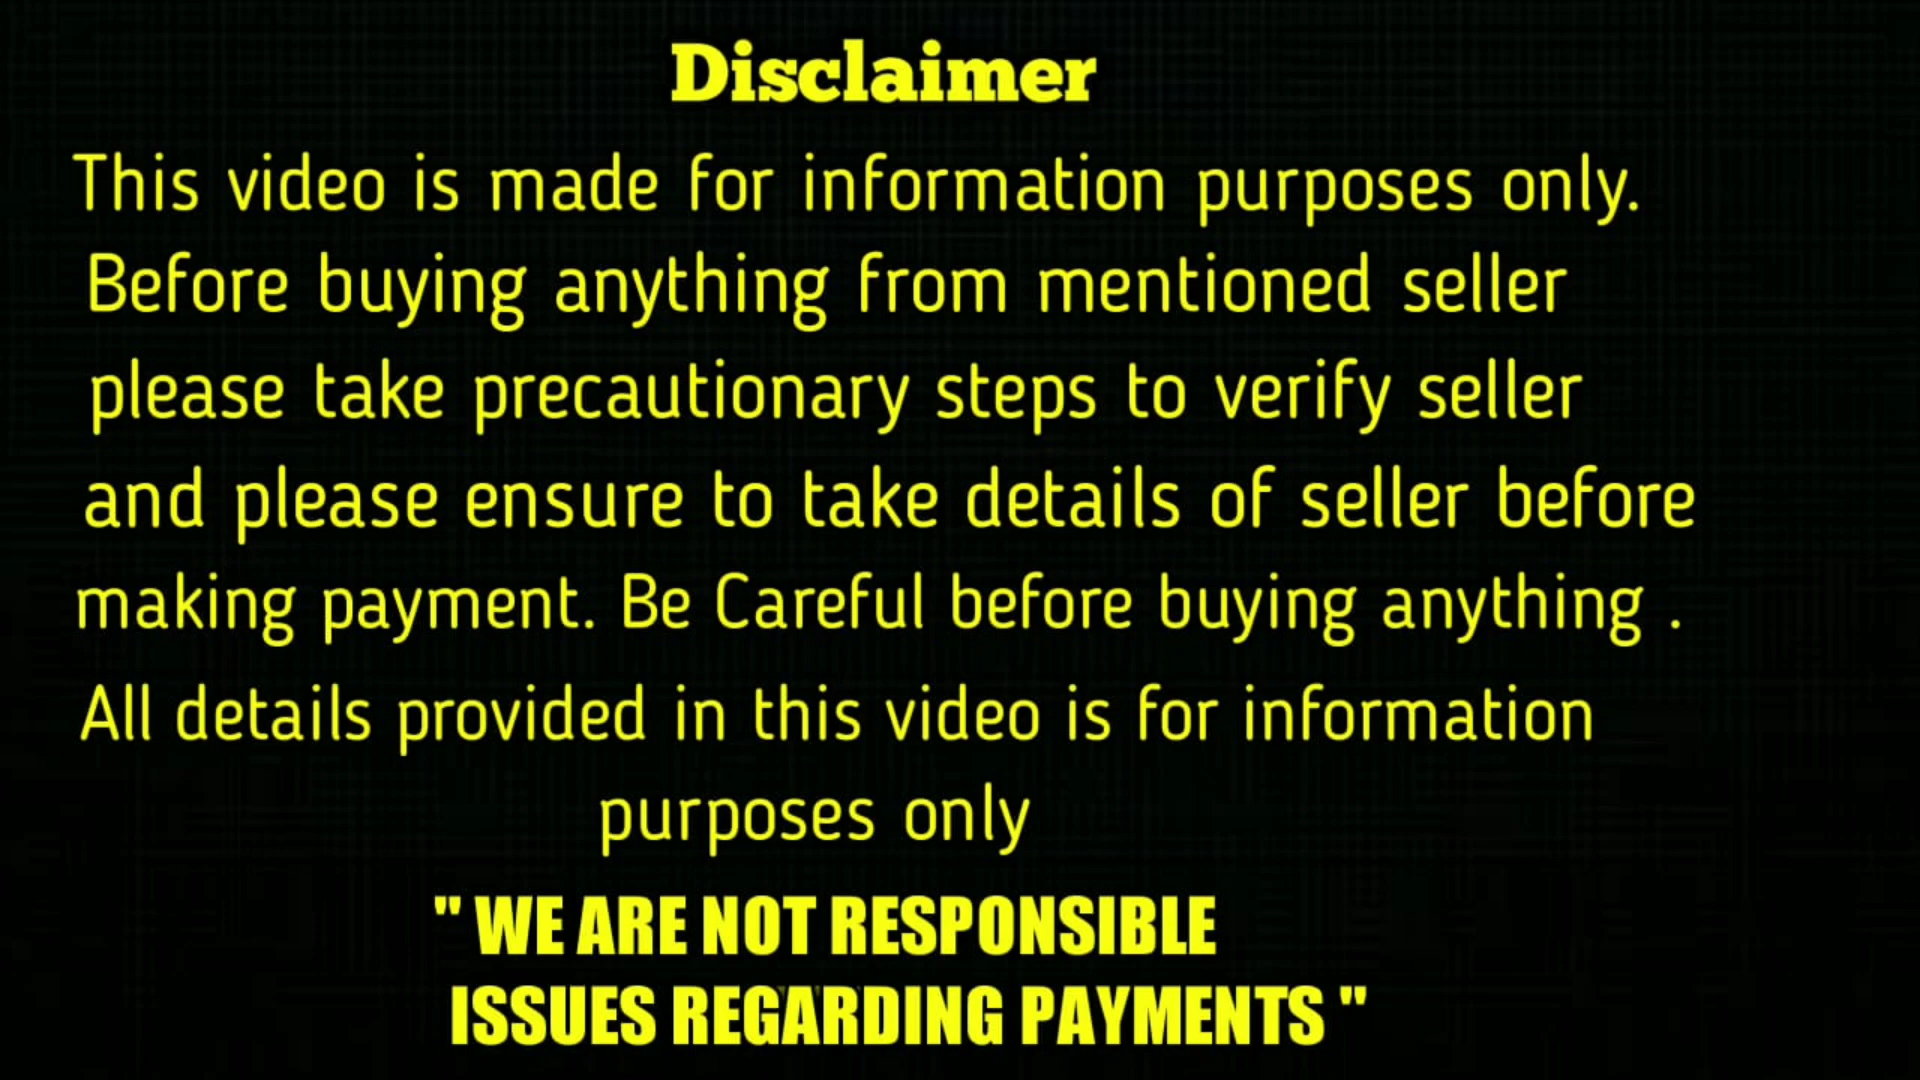 Disclaimer
This video is made for information purposes only.
Before buying anything from mentioned seller
please take precautionary steps to verify seller
and please ensure to take details of seller before
making payment. Be Careful before buying anything .
All details provided in this video is for information
purposes only
" WE ARE NOT RESPONSIBLE
ISSUES REGARDING PAYMENTS "